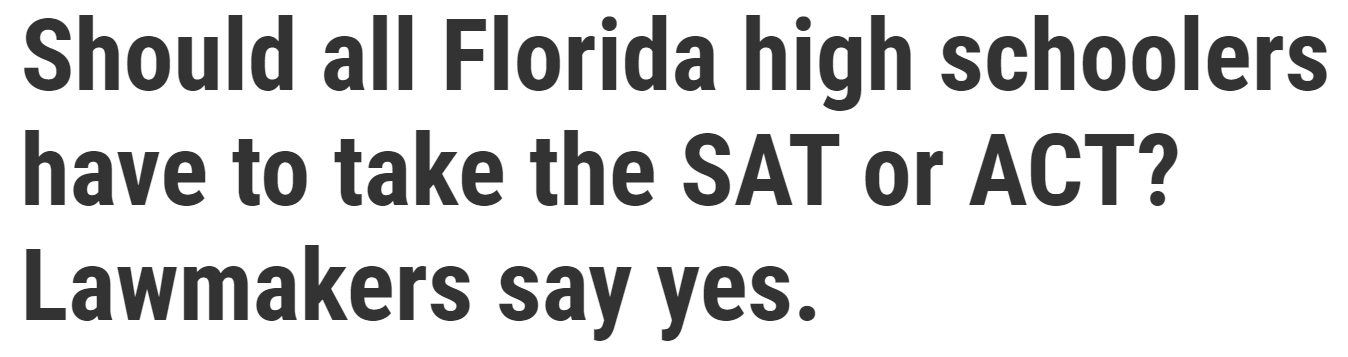 Should all Florida high schoolers
have to take the SAT or ACT?
Lawmakers say yes.